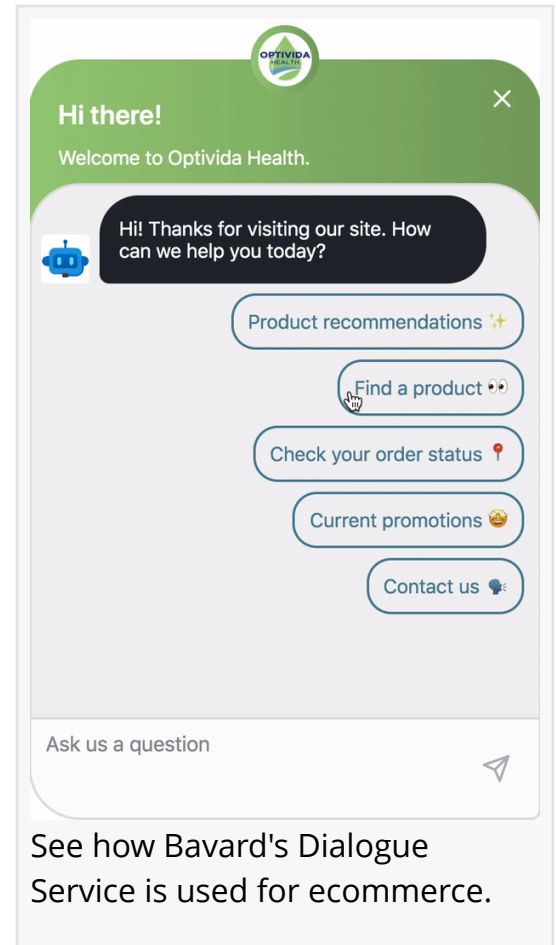 OPTIVIDA
HEALTH
Hi there!
Welcome to Optivida Health.
Hi! Thanks for visiting our site. How
can we help you today?
Product recommendations ✨
Find a product 👀
Check your order status 📍
Current promotions 🤩
Contact us 🗣️
Ask us a question
See how Bavard's Dialogue
Service is used for ecommerce.